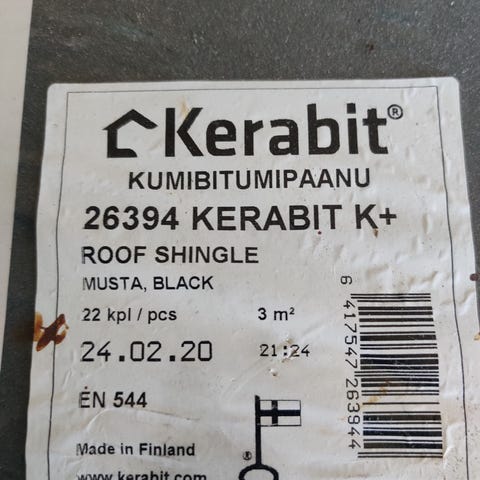 Kerabit®
KUMIBITUMIPAANU
26394 KERABIT K+
ROOF SHINGLE
MUSTA, BLACK
22 kpl / pcs 3 m²
24.02.20 21:24
EN 544
Made in Finland
www.kerabit.com
®
6 417547 263944